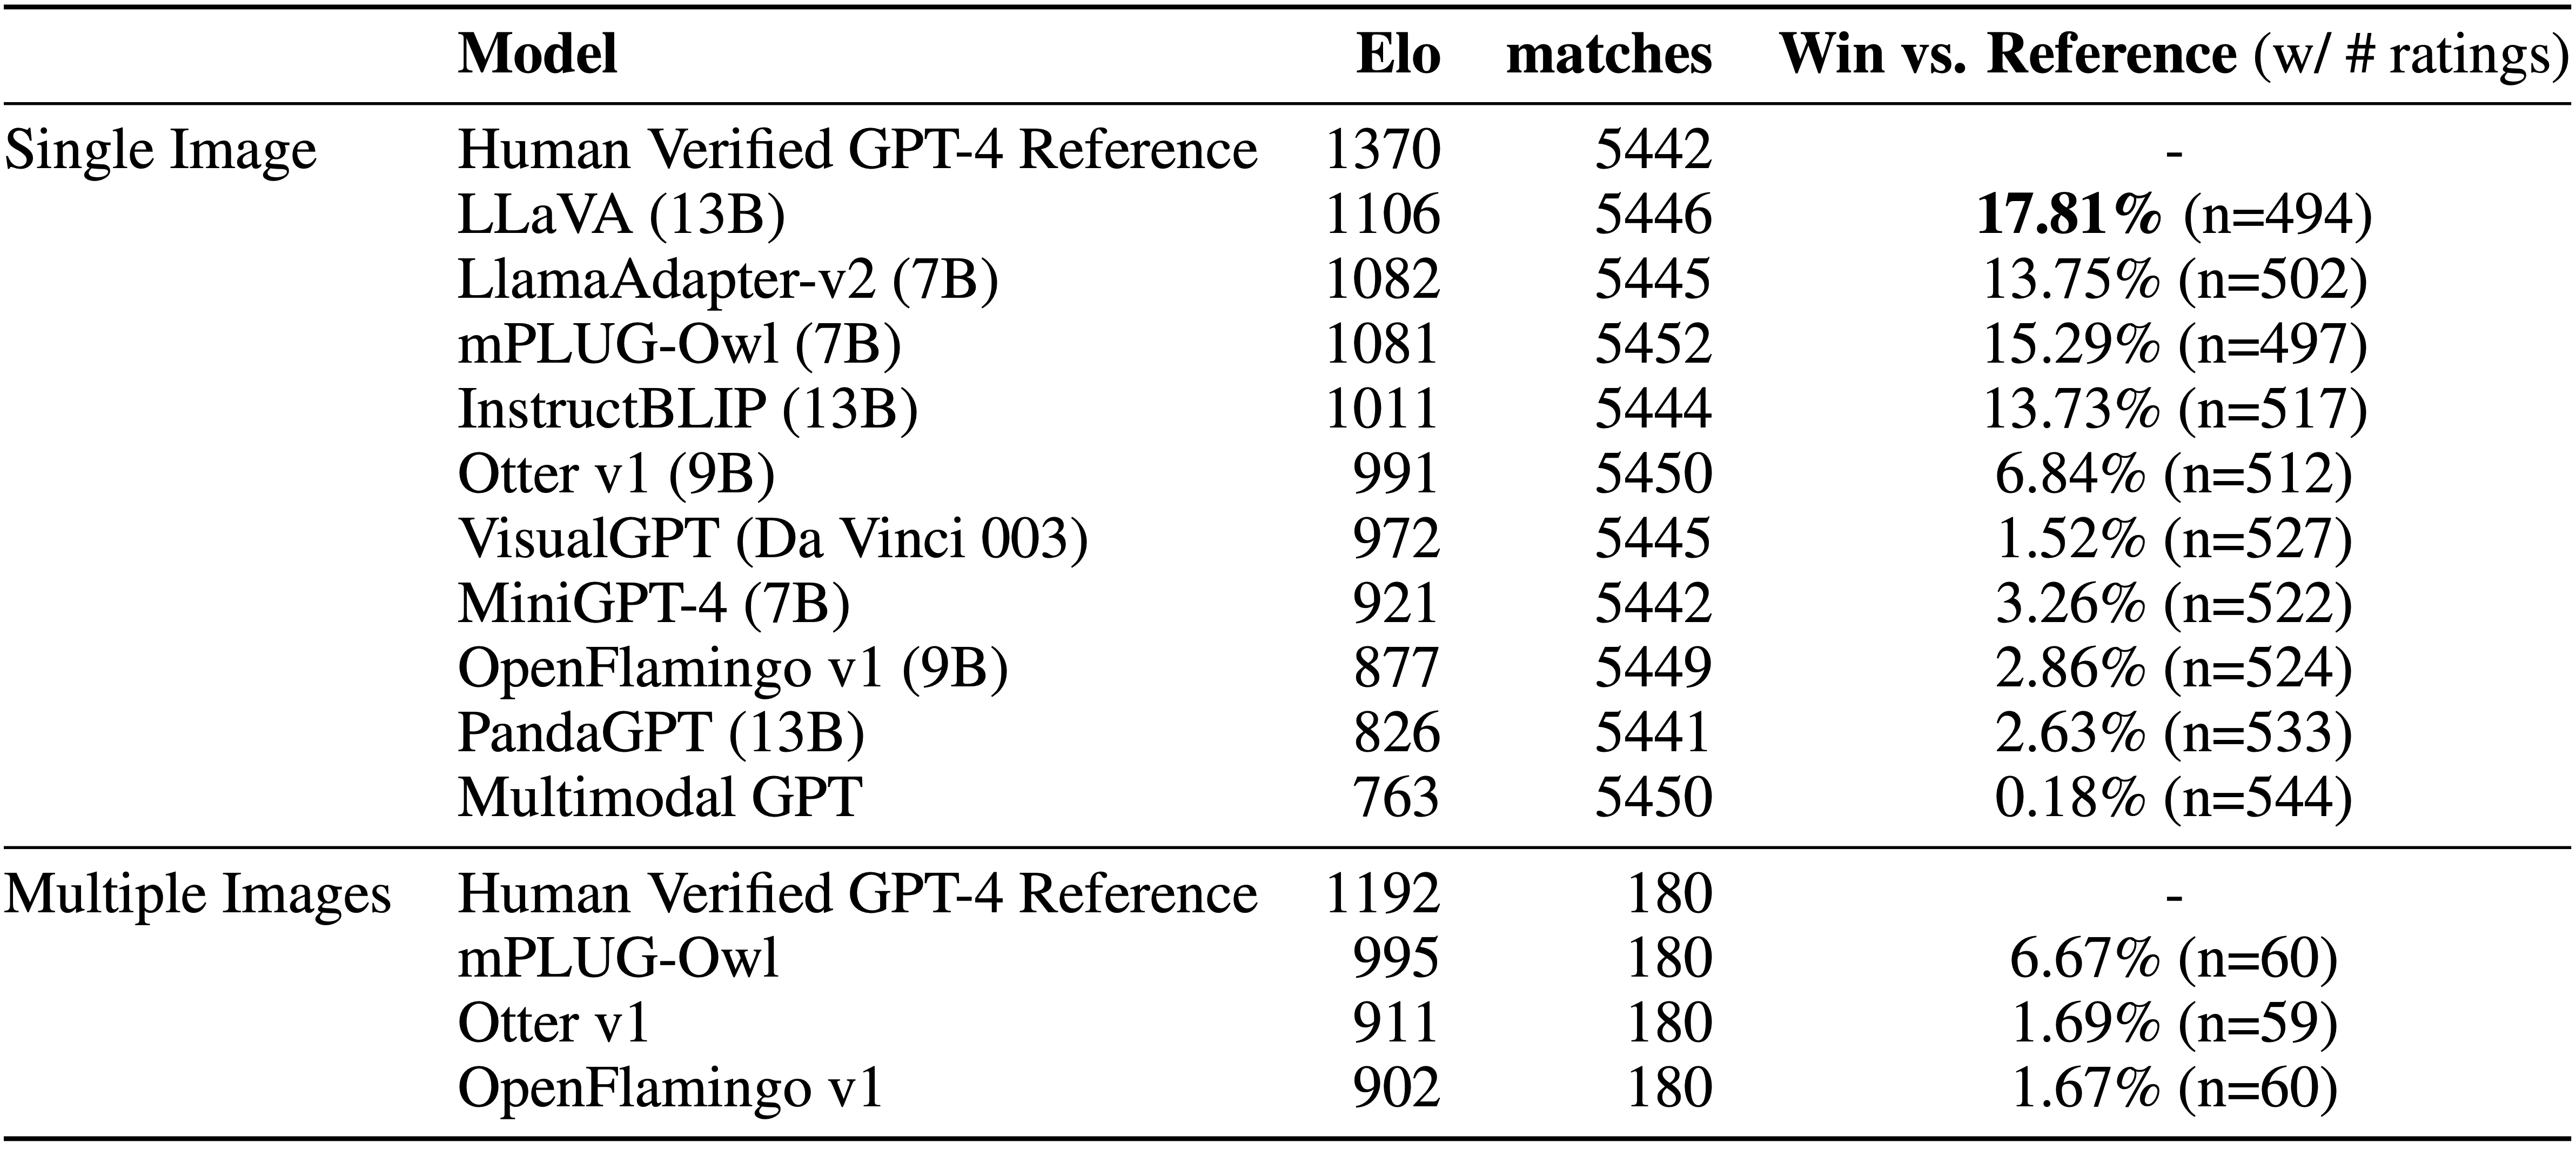 Model Elo matches Win vs. Reference (w/ # ratings)
Single Image Human Verified GPT-4 Reference 1370 5442 -
LLaVA (13B) 1106 5446 17.81% (n=494)
LlamaAdapter-v2 (7B) 1082 5445 13.75% (n=502)
mPLUG-Owl (7B) 1081 5452 15.29% (n=497)
InstructBLIP (13B) 1011 5444 13.73% (n=517)
Otter v1 (9B) 991 5450 6.84% (n=512)
VisualGPT (Da Vinci 003) 972 5445 1.52% (n=527)
MiniGPT-4 (7B) 921 5442 3.26% (n=522)
OpenFlamingo v1 (9B) 877 5449 2.86% (n=524)
PandaGPT (13B) 826 5441 2.63% (n=533)
Multimodal GPT 763 5450 0.18% (n=544)
Multiple Images Human Verified GPT-4 Reference 1192 180 -
mPLUG-Owl 995 180 6.67% (n=60)
Otter v1 911 180 1.69% (n=59)
OpenFlamingo v1 902 180 1.67% (n=60)